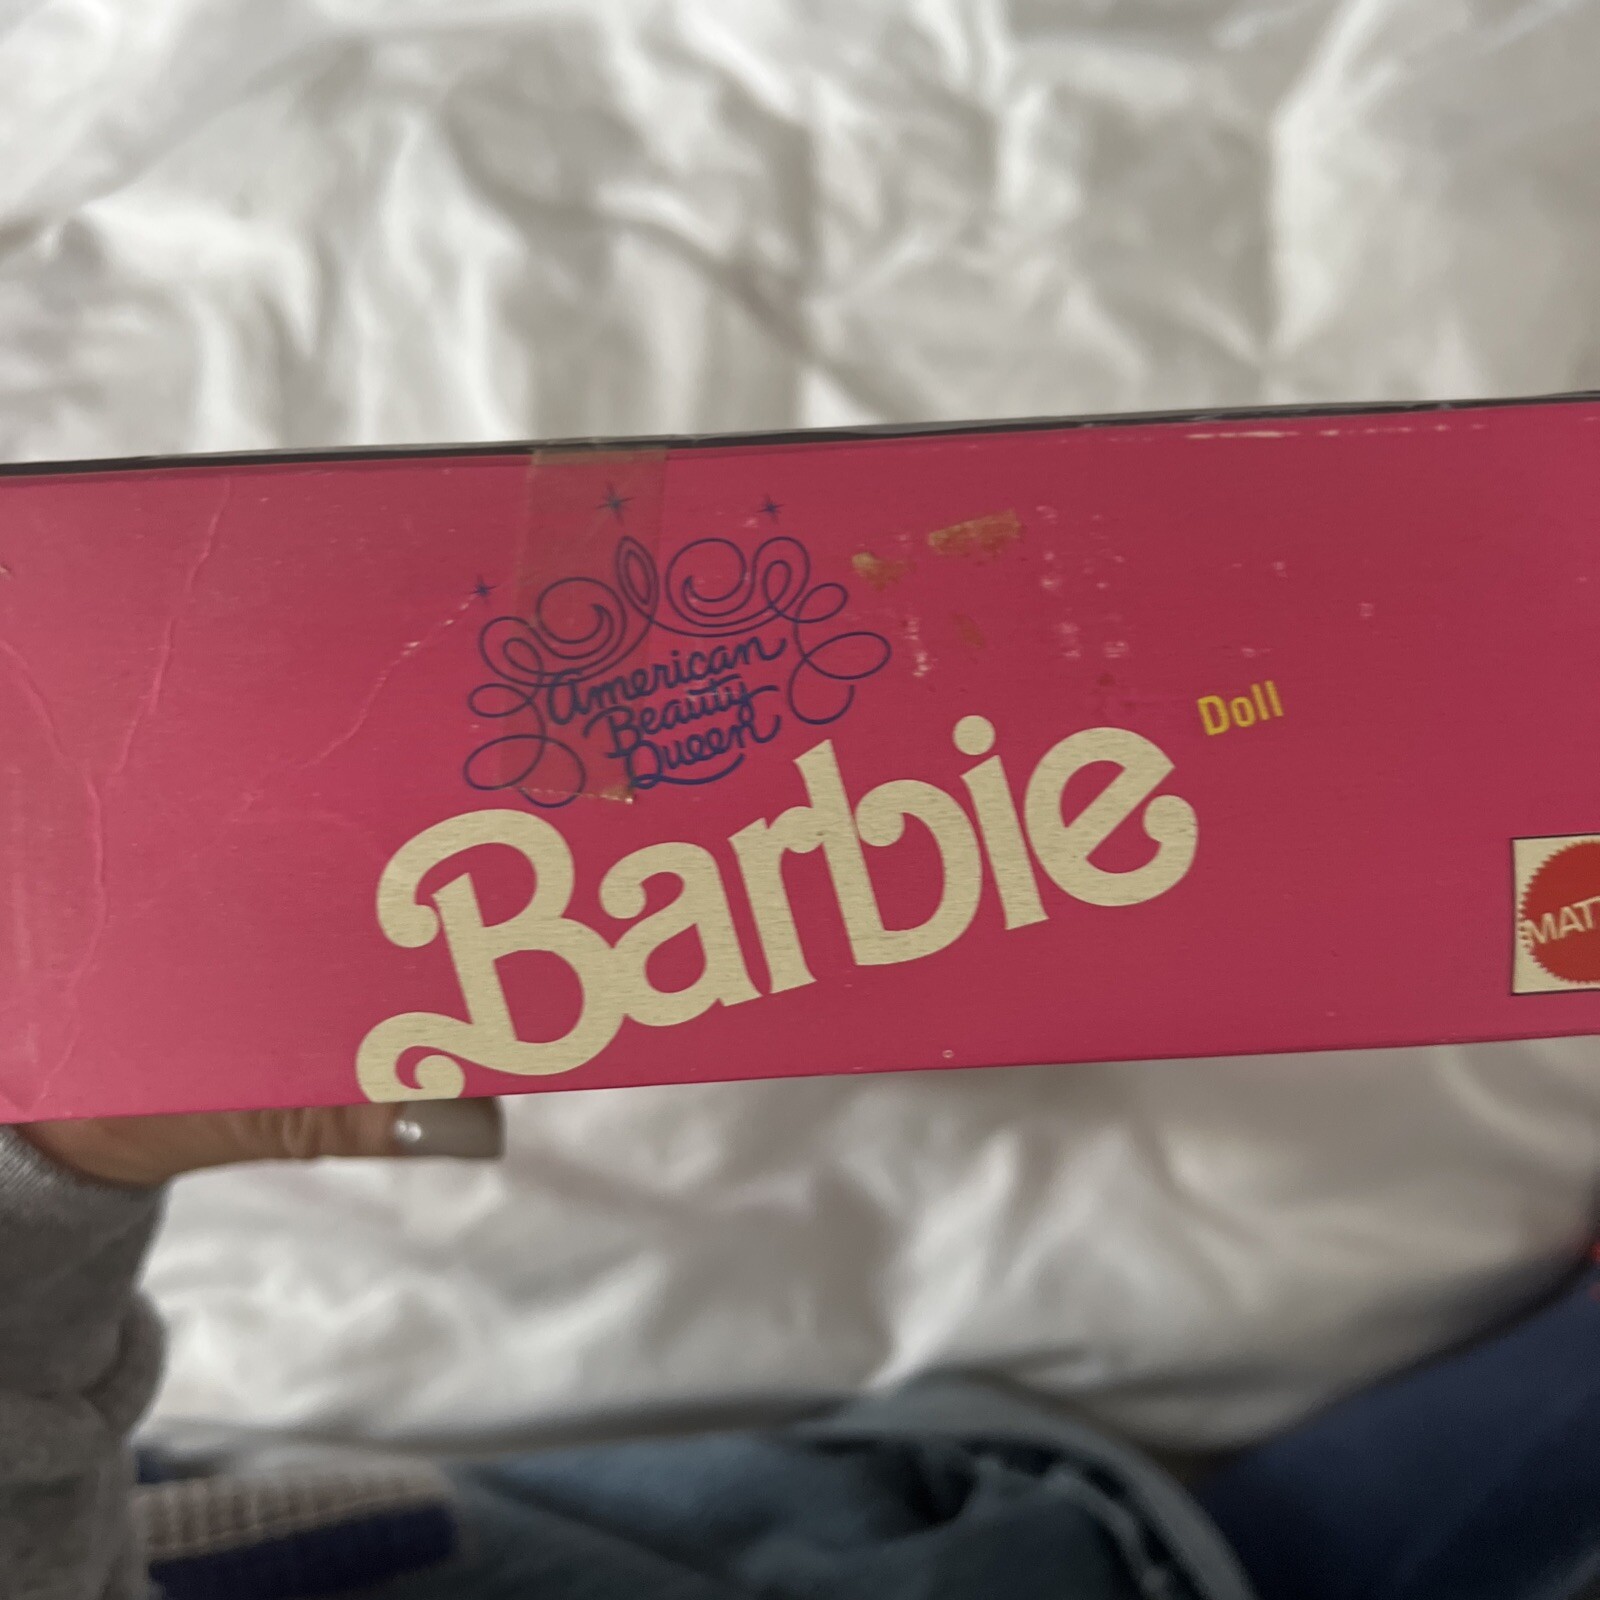 American
Beauty
Queen
Barbie
Doll